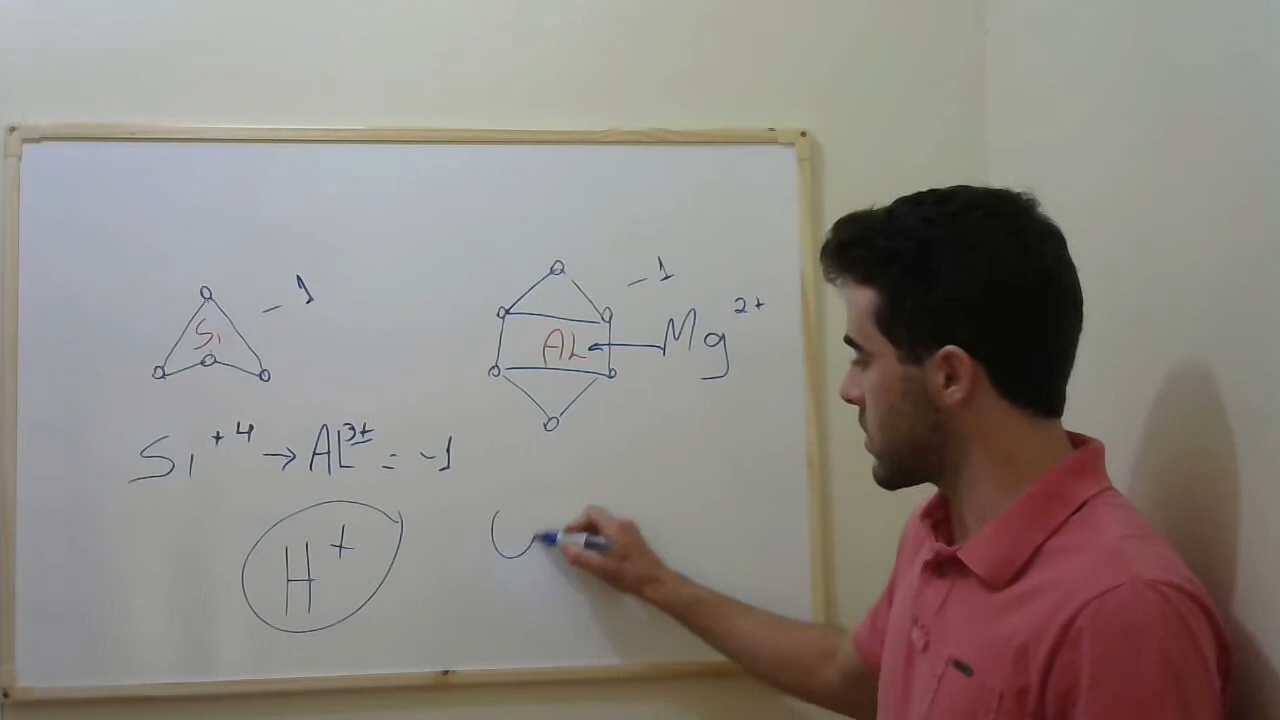 Si - 1
AL - 1
Mg 2+
Si +4 → AL 3+ = -1
H +